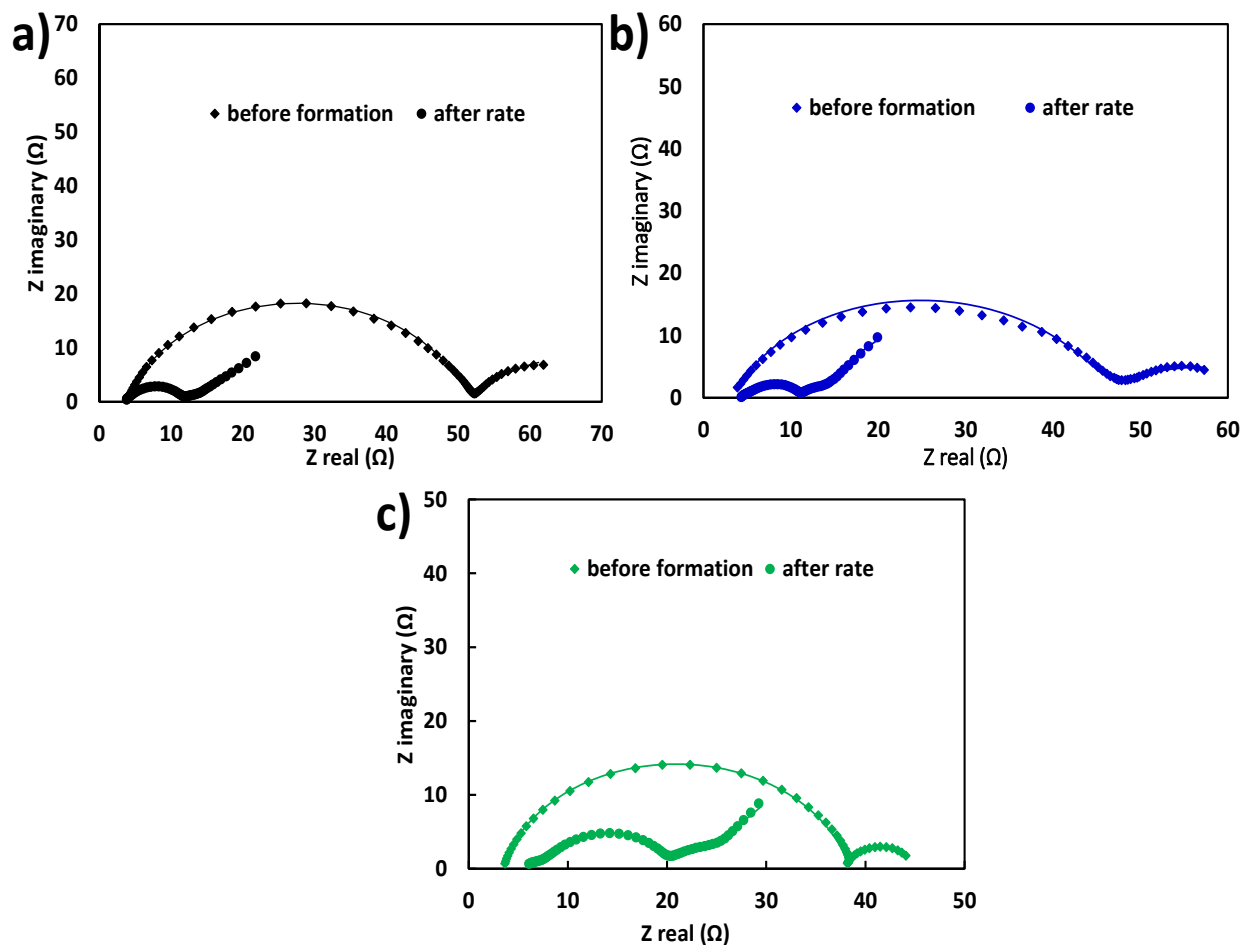 a)
70
60
50
40
30
20
10
0
Z imaginary (Ω)
before formation after rate
0 10 20 30 40 50 60 70
Z real (Ω)
b)
60
50
40
30
20
10
0
Z imaginary (Ω)
before formation after rate
0 10 20 30 40 50 60
Z real (Ω)
c)
50
40
30
20
10
0
Z imaginary (Ω)
before formation after rate
0 10 20 30 40 50
Z real (Ω)